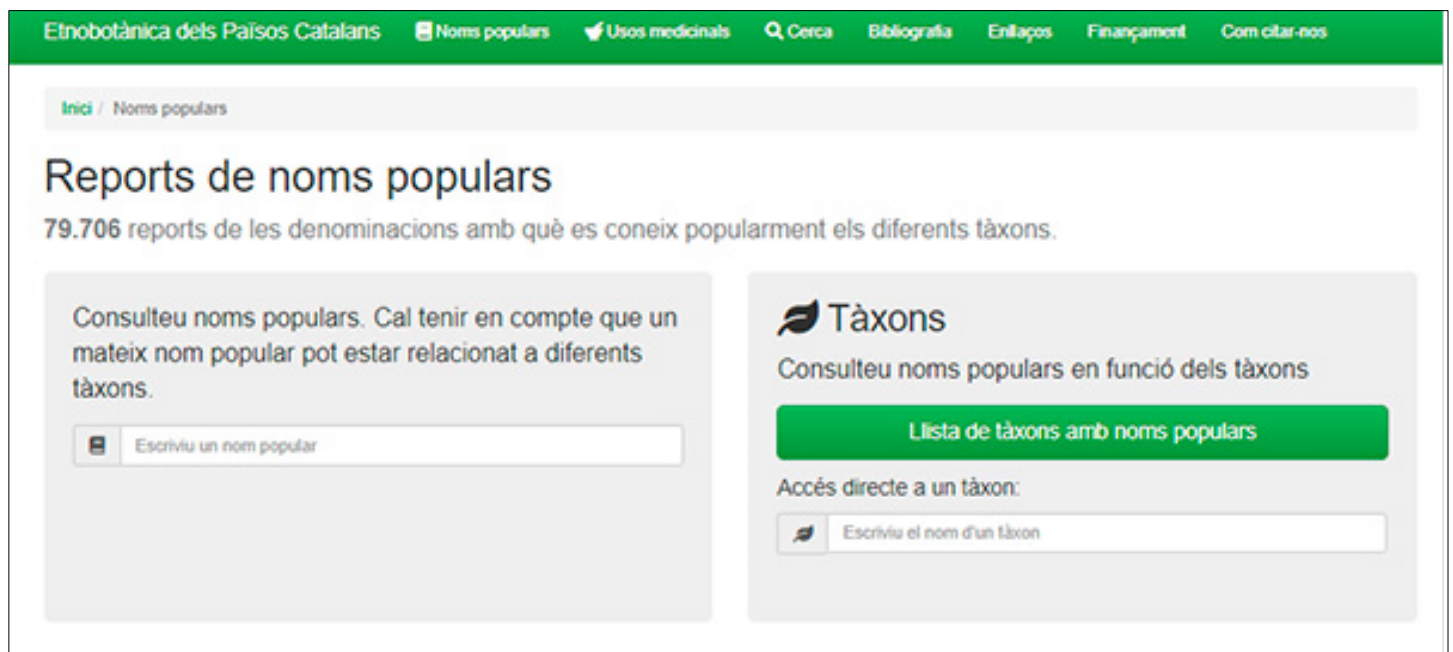 Etnobotànica dels Països Catalans Noms populars Usos medicinals Cerca Bibliografia Enllaços Finançament Com citar-nos
Inici / Noms populars
Reports de noms populars
79.706 reports de les denominacions amb què es coneix popularment els diferents tàxons.
Consulteu noms populars. Cal tenir en compte que un
mateix nom popular pot estar relacionat a diferents
tàxons.
Escriviu un nom popular
Tàxons
Consulteu noms populars en funció dels tàxons
Llista de tàxons amb noms populars
Accés directe a un tàxon:
Escriviu el nom d'un tàxon